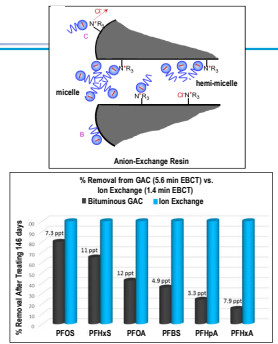 Cl⁻
N⁺R₃
C
N⁺R₃
N⁺R₃
micelle
hemi-micelle
N⁺R₃
Cl⁻N⁺R₃
B
Anion-Exchange Resin
% Removal from GAC (5.6 min EBCT) vs.
Ion Exchange (1.4 min EBCT)
Bituminous GAC
Ion Exchange
% Removal After Treating 146 days
90
80
70
60
50
40
30
20
10
0
7.3 ppt
11 ppt
12 ppt
4.9 ppt
3.3 ppt
7.9 ppt
PFOS
PFHxS
PFOA
PFBS
PFHpA
PFHxA